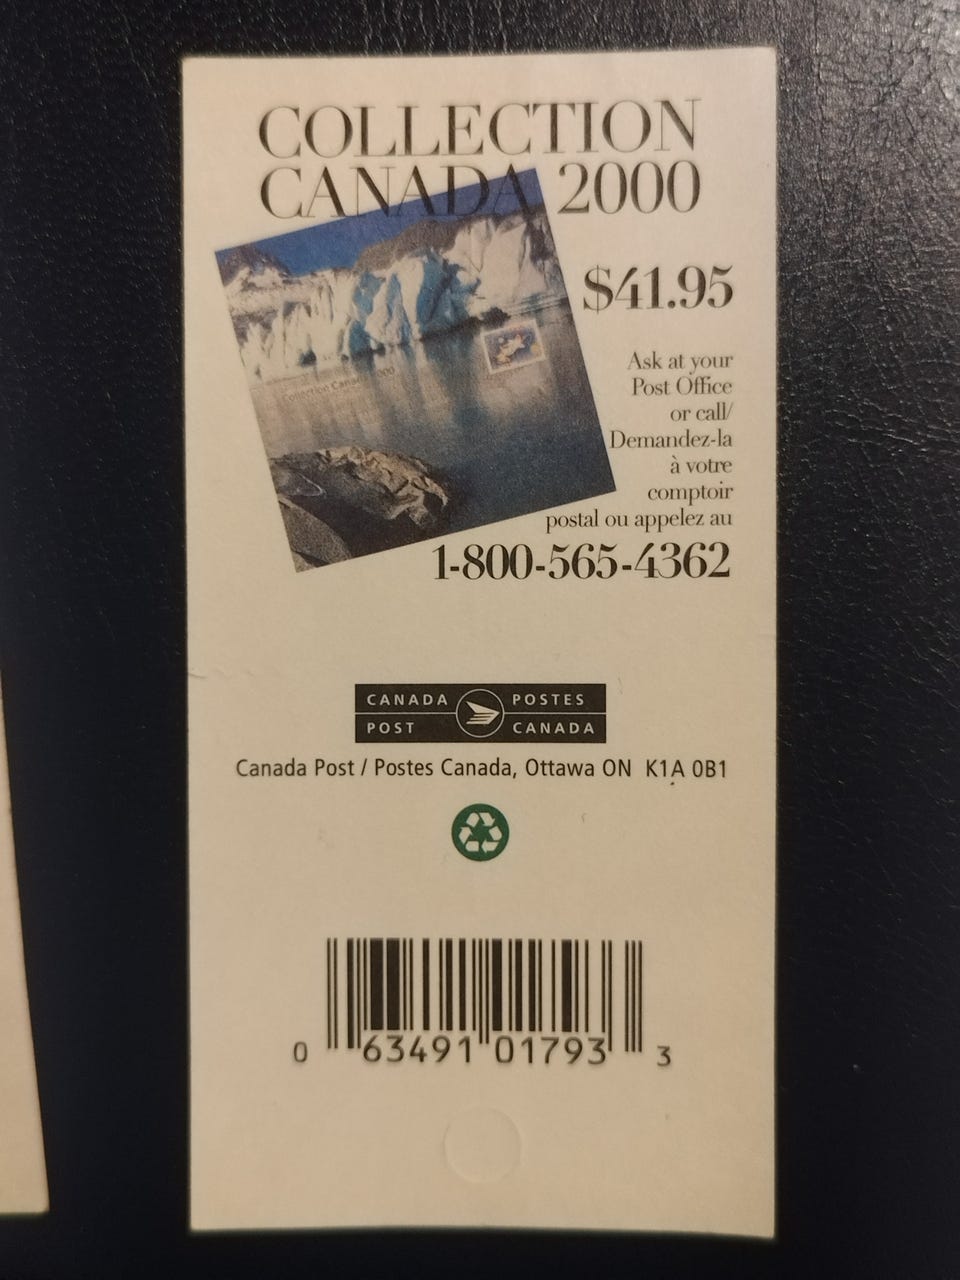 COLLECTION
CANADA 2000
$41.95
Ask at your
Post Office
or call/
Demandez-la
à votre
comptoir
postal ou appelez au
1-800-565-4362
CANADA POSTES
POST CANADA
Canada Post / Postes Canada, Ottawa ON K1A 0B1
0 63491 01793 3